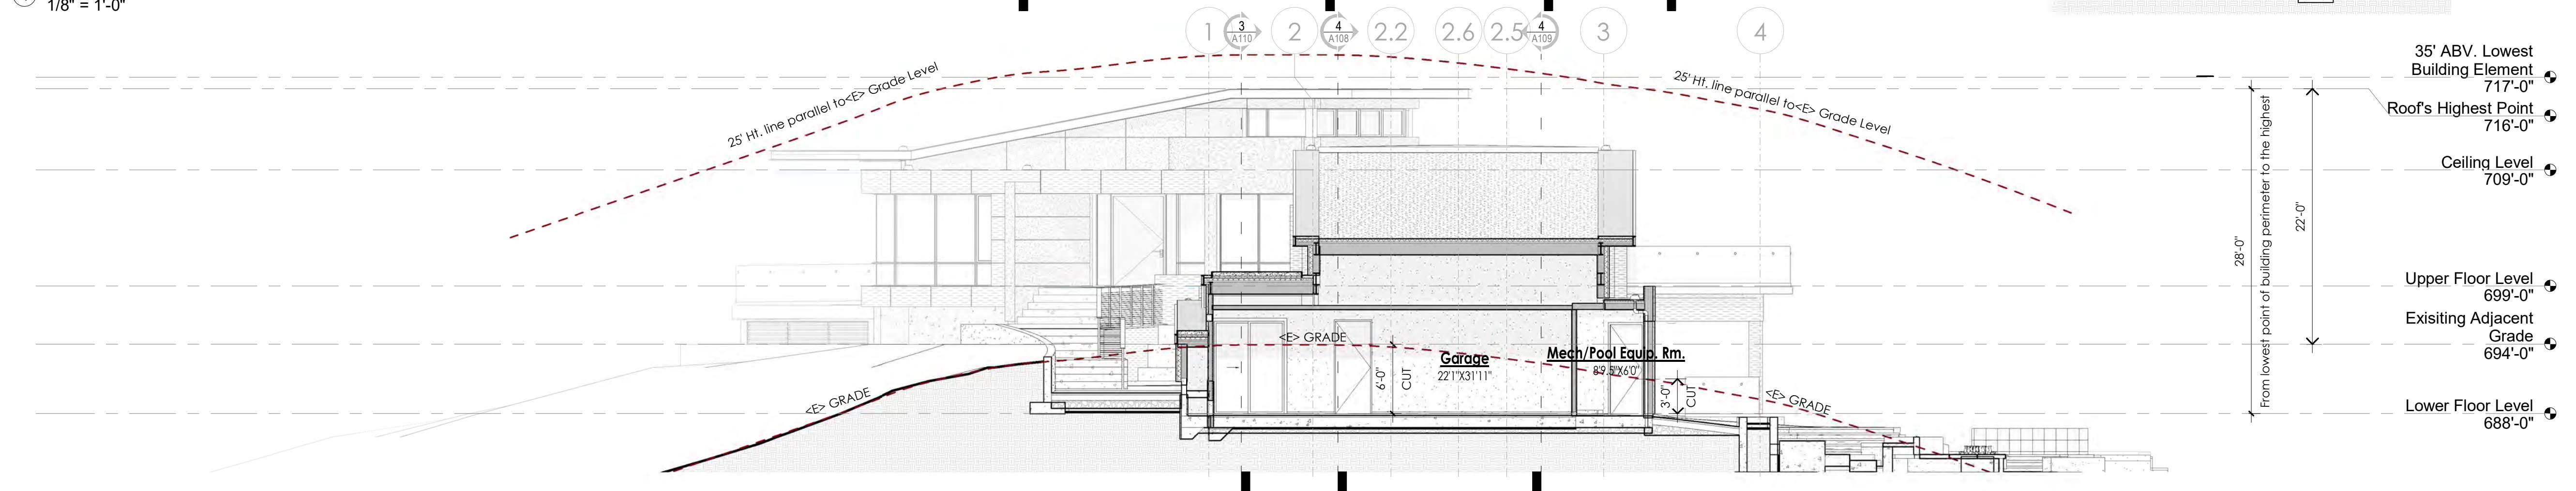 1/8" = 1'-0"
1
3
A110
2
4
A108
2.2
2.6
2.5
4
A109
3
4
25' Ht. line parallel to<E> Grade Level
25' Ht. line parallel to<E> Grade Level
35' ABV. Lowest
Building Element
717'-0"
Roof's Highest Point
716'-0"
Ceiling Level
709'-0"
Upper Floor Level
699'-0"
Exisiting Adjacent
Grade
694'-0"
Lower Floor Level
688'-0"
28'-0"
From lowest point of building perimeter to the highest
22'-0"
<E> GRADE
<E> GRADE
<E> GRADE
Garage
22'1"X31'11"
Mech/Pool Equip. Rm.
8'9.5"X6'0"
6'-0"
CUT
3'-0"
CUT